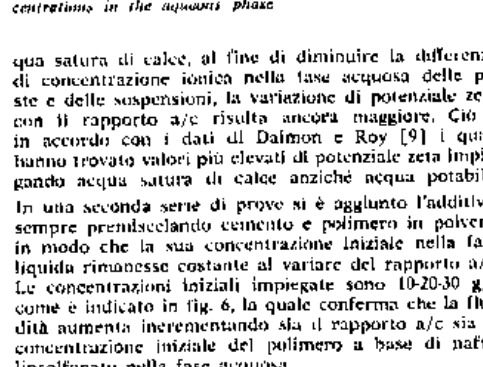 centrations in the aqueous phase
qua satura di calce, al fine di diminuire la differen
di concentrazione ionica nella fase acquosa delle p
ste e delle sospensioni, la variazione di potenziale ze
con il rapporto a/c risulta ancora maggiore. Ciò
in accordo con i dati di Daimon e Roy [9] i qua
hanno trovato valori più elevati di potenziale zeta impi
gando acqua satura di calce anziché acqua potabil
In una seconda serie di prove si è aggiunto l'additiv
sempre premiscelando cemento e polimero in polver
in modo che la sua concentrazione iniziale nella fa
liquida rimanesse costante al variare del rapporto a/
Le concentrazioni iniziali impiegate sono 10-20-30 g
come è indicato in fig. 6, la quale conferma che la flu
dità aumenta incrementando sia il rapporto a/c sia
concentrazione iniziale del polimero a base di naft
linsolfonato nella fase acquosa